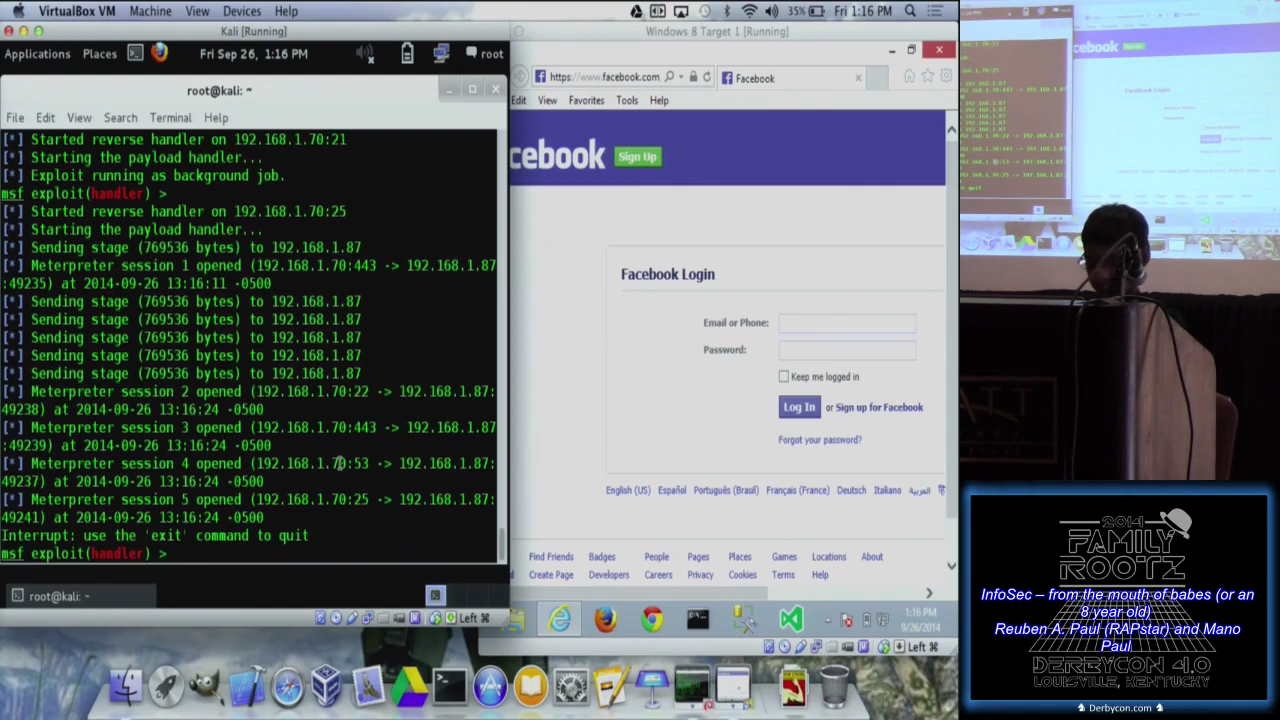 VirtualBox VM Machine View Devices Help
35% Fri 1:16 PM
Kali [Running]
Windows 8 Target 1 [Running]
Applications Places Fri Sep 26, 1:16 PM root
root@kali: ~
File Edit View Search Terminal Help
[*] Started reverse handler on 192.168.1.70:21
[*] Starting the payload handler...
[*] Exploit running as background job.
msf exploit(handler) >
[*] Started reverse handler on 192.168.1.70:25
[*] Starting the payload handler...
[*] Sending stage (769536 bytes) to 192.168.1.87
[*] Meterpreter session 1 opened (192.168.1.70:443 -> 192.168.1.87
:49235) at 2014-09-26 13:16:11 -0500
[*] Sending stage (769536 bytes) to 192.168.1.87
[*] Sending stage (769536 bytes) to 192.168.1.87
[*] Sending stage (769536 bytes) to 192.168.1.87
[*] Sending stage (769536 bytes) to 192.168.1.87
[*] Sending stage (769536 bytes) to 192.168.1.87
[*] Meterpreter session 2 opened (192.168.1.70:22 -> 192.168.1.87:
49238) at 2014-09-26 13:16:24 -0500
[*] Meterpreter session 3 opened (192.168.1.70:443 -> 192.168.1.87
:49239) at 2014-09-26 13:16:24 -0500
[*] Meterpreter session 4 opened (192.168.1.70:53 -> 192.168.1.87:
49237) at 2014-09-26 13:16:24 -0500
[*] Meterpreter session 5 opened (192.168.1.70:25 -> 192.168.1.87:
49241) at 2014-09-26 13:16:24 -0500
Interrupt: use the 'exit' command to quit
msf exploit(handler) >
root@kali: ~
Left ⌘
https://www.facebook.com
Facebook
Edit View Favorites Tools Help
cebook Sign Up
Facebook Login
Email or Phone:
Password:
Keep me logged in
Log In or Sign up for Facebook
Forgot your password?
English (US) Español Português (Brasil) Français (France) Deutsch Italiano العربية हि
Find Friends Badges People Pages Places Games Locations About
Create Page Developers Careers Privacy Cookies Terms Help
1:16 PM
9/26/2014
Left ⌘
cebook
Facebook Login
2014
FAMILY
ROOTZ
InfoSec – from the mouth of babes (or an
8 year old)
Reuben A. Paul (RAPstar) and Mano
Paul
DERBYCON 4.0
LOUISVILLE, KENTUCKY
Derbycon.com